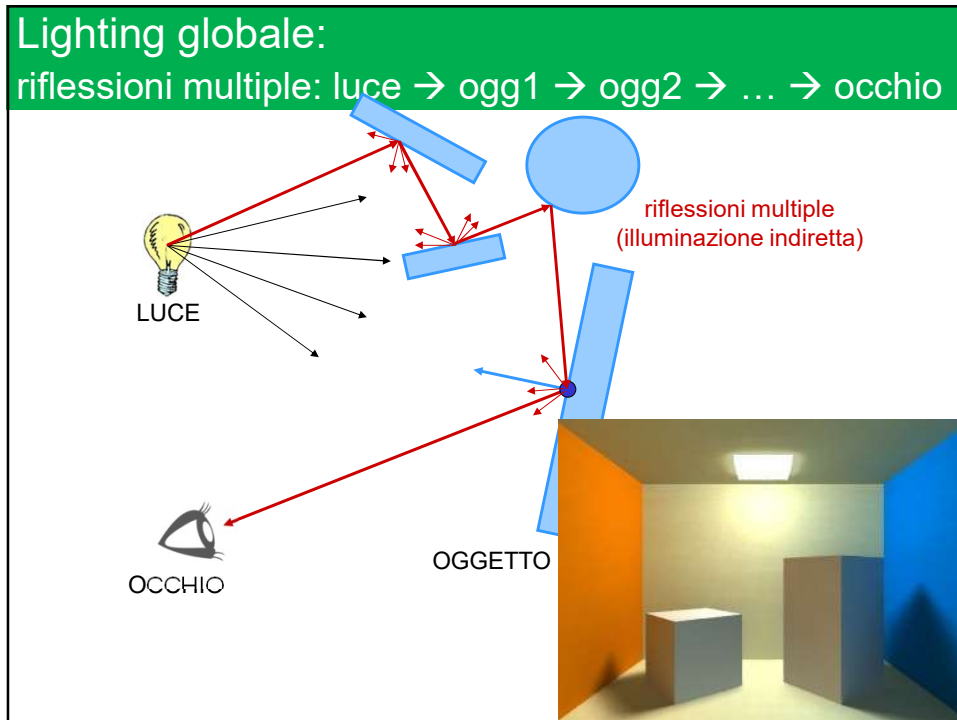 Lighting globale:
riflessioni multiple: luce → ogg1 → ogg2 → … → occhio
riflessioni multiple
(illuminazione indiretta)
LUCE
OGGETTO
OCCHIO